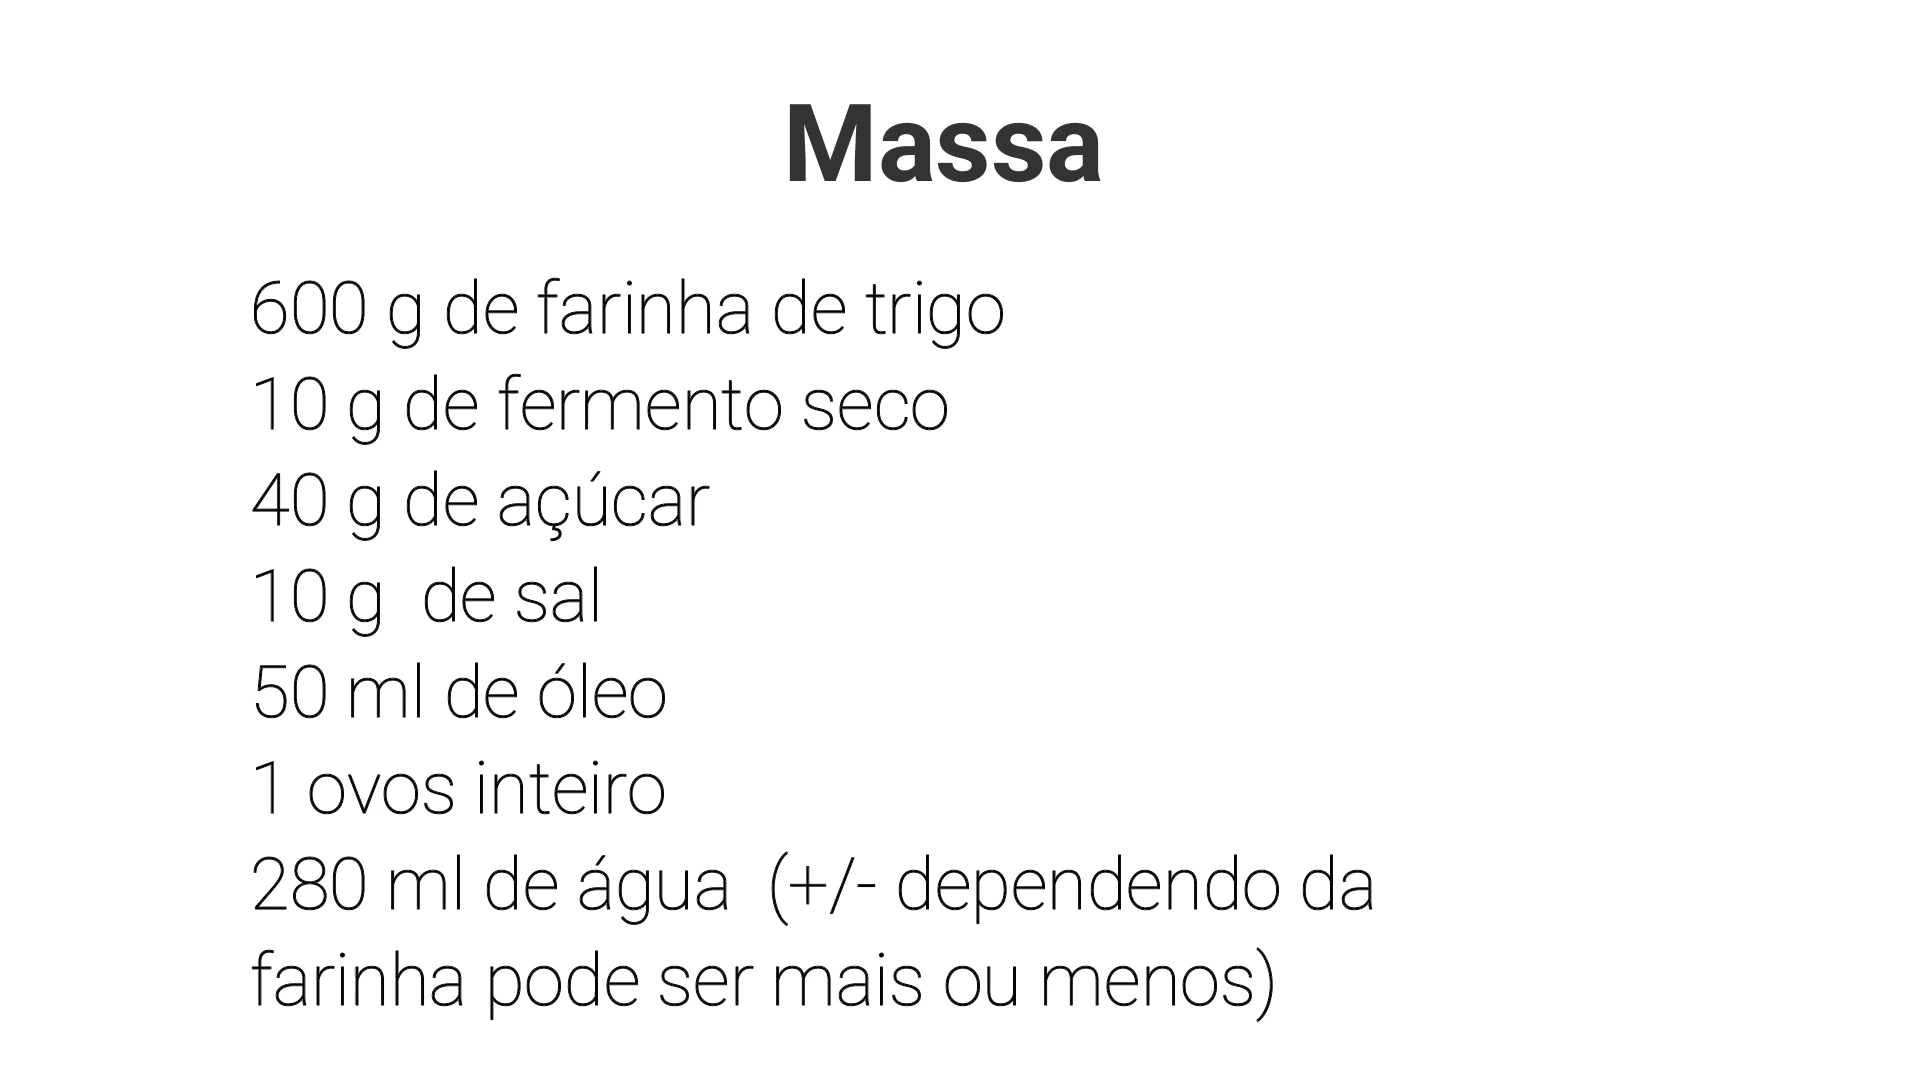 Massa
600 g de farinha de trigo
10 g de fermento seco
40 g de açúcar
10 g  de sal
50 ml de óleo
1 ovos inteiro
280 ml de água  (+/- dependendo da
farinha pode ser mais ou menos)